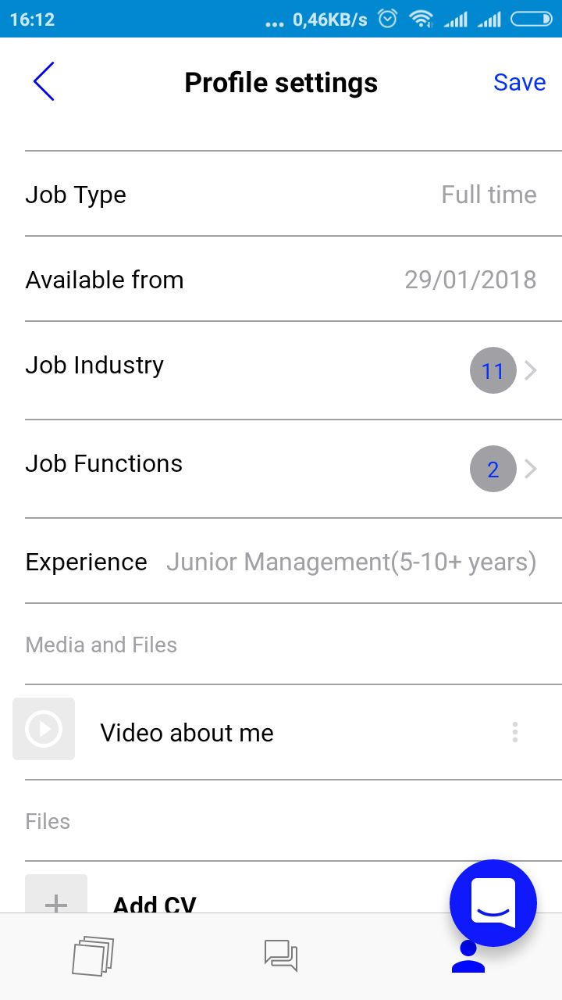 16:12 ... 0,46KB/s
Profile settings Save
Job Type Full time
Available from 29/01/2018
Job Industry 11
Job Functions 2
Experience Junior Management(5-10+ years)
Media and Files
Video about me
Files
Add CV